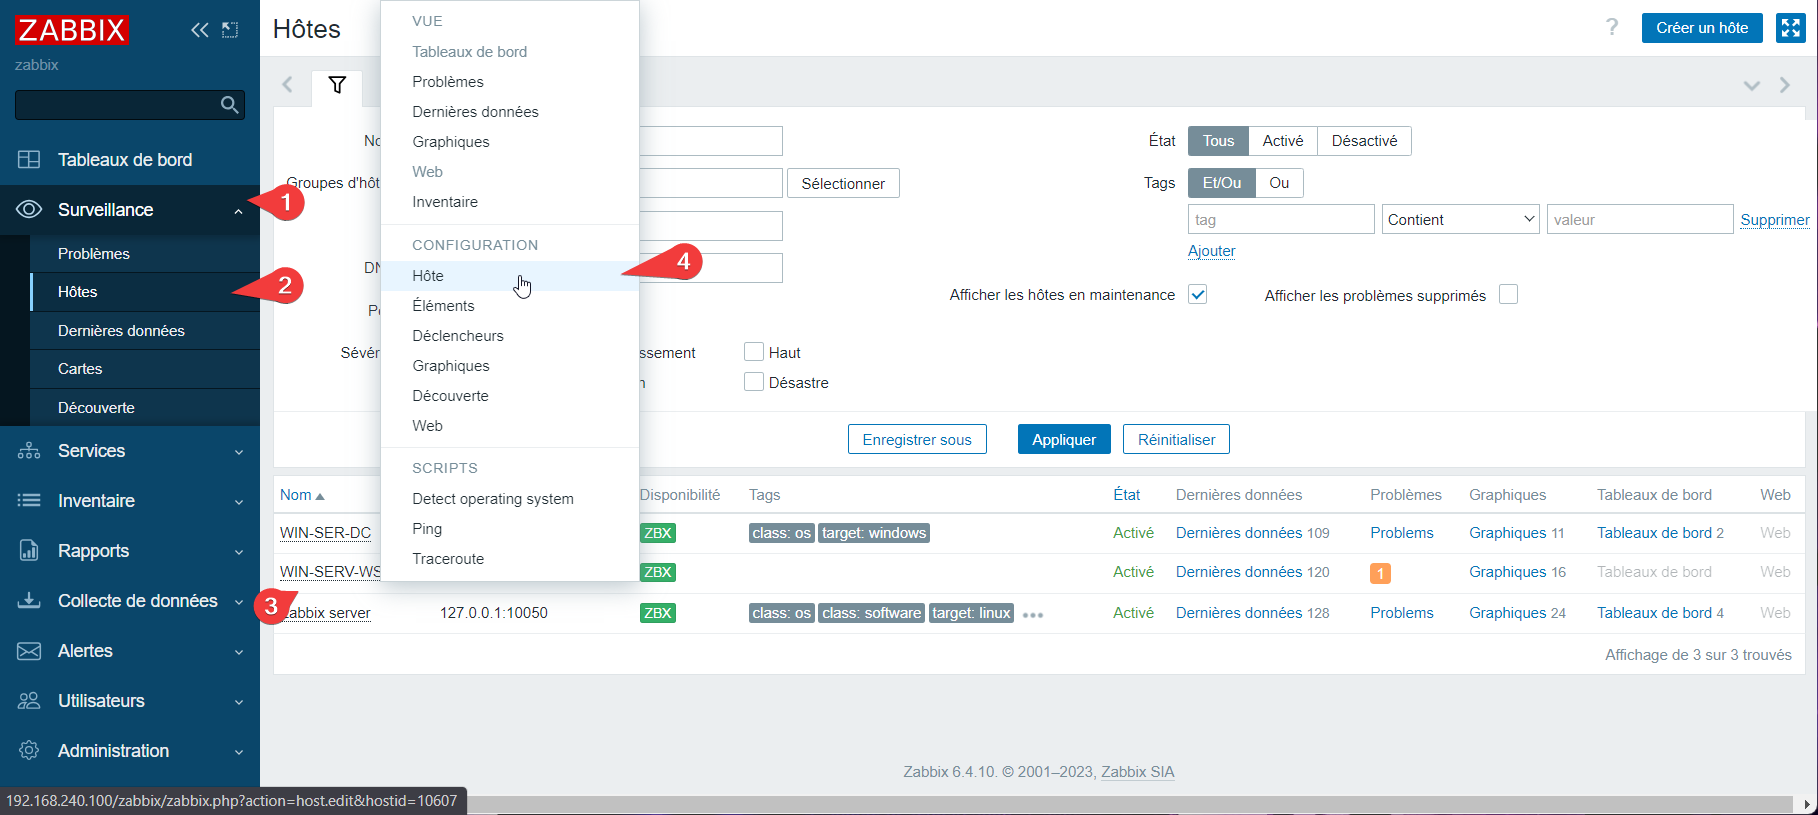 ZABBIX
zabbix
Tableaux de bord
Surveillance
1
Problèmes
Hôtes
2
Dernières données
Cartes
Découverte
Services
Inventaire
Rapports
Collecte de données
Alertes
Utilisateurs
Administration
Hôtes
?
Créer un hôte
VUE
Tableaux de bord
Problèmes
Dernières données
Graphiques
Web
Inventaire
CONFIGURATION
Hôte
4
Éléments
Déclencheurs
Graphiques
Découverte
Web
SCRIPTS
Detect operating system
Ping
Traceroute
Groupes d'hôt
Sélectionner
Sévér
ssement
Haut
Désastre
État Tous Activé Désactivé
Tags Et/Ou Ou
tag Contient valeur Supprimer
Ajouter
Afficher les hôtes en maintenance Afficher les problèmes supprimés
Enregistrer sous Appliquer Réinitialiser
Nom Disponibilité Tags État Dernières données Problèmes Graphiques Tableaux de bord Web
WIN-SER-DC ZBX class: os target: windows Activé Dernières données 109 Problems Graphiques 11 Tableaux de bord 2 Web
WIN-SERV-WS ZBX Activé Dernières données 120 1 Graphiques 16 Tableaux de bord Web
3
zabbix server 127.0.0.1:10050 ZBX class: os class: software target: linux ••• Activé Dernières données 128 Problems Graphiques 24 Tableaux de bord 4 Web
Affichage de 3 sur 3 trouvés
Zabbix 6.4.10. © 2001–2023, Zabbix SIA
192.168.240.100/zabbix/zabbix.php?action=host.edit&hostid=10607